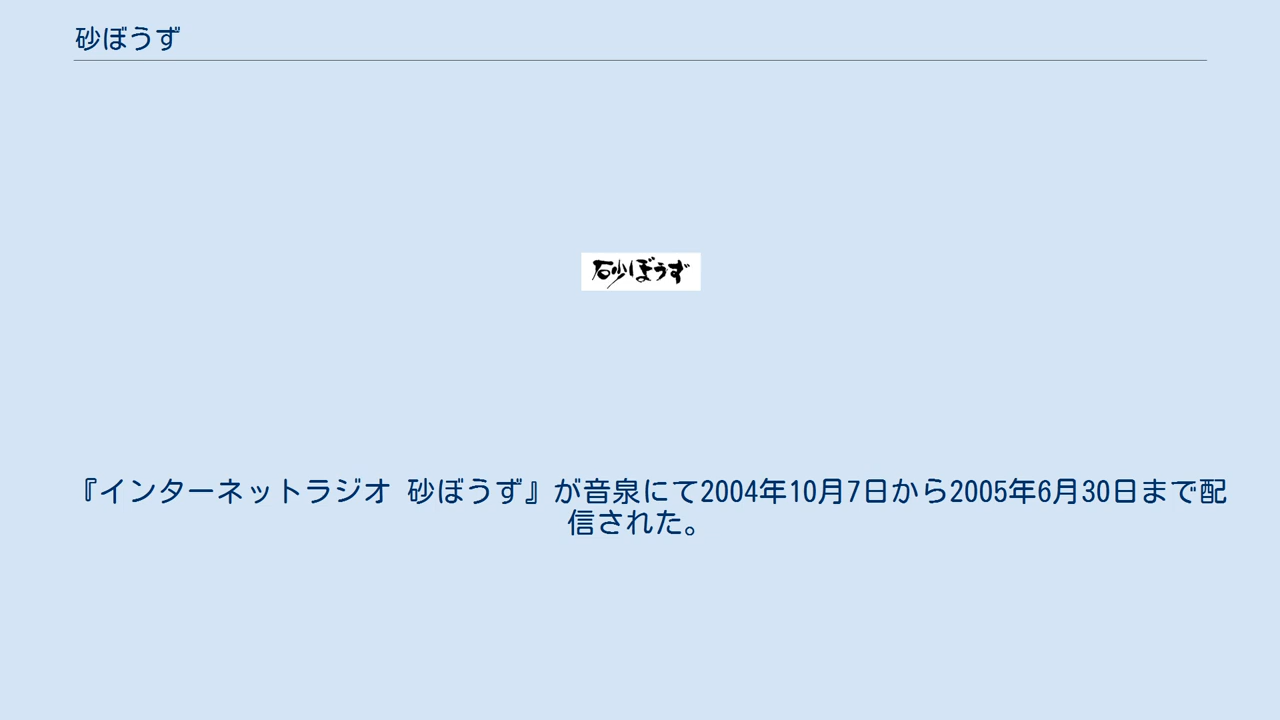 砂ぼうず
砂ぼうず
『インターネットラジオ 砂ぼうず』が音泉にて2004年10月7日から2005年6月30日まで配
信された。